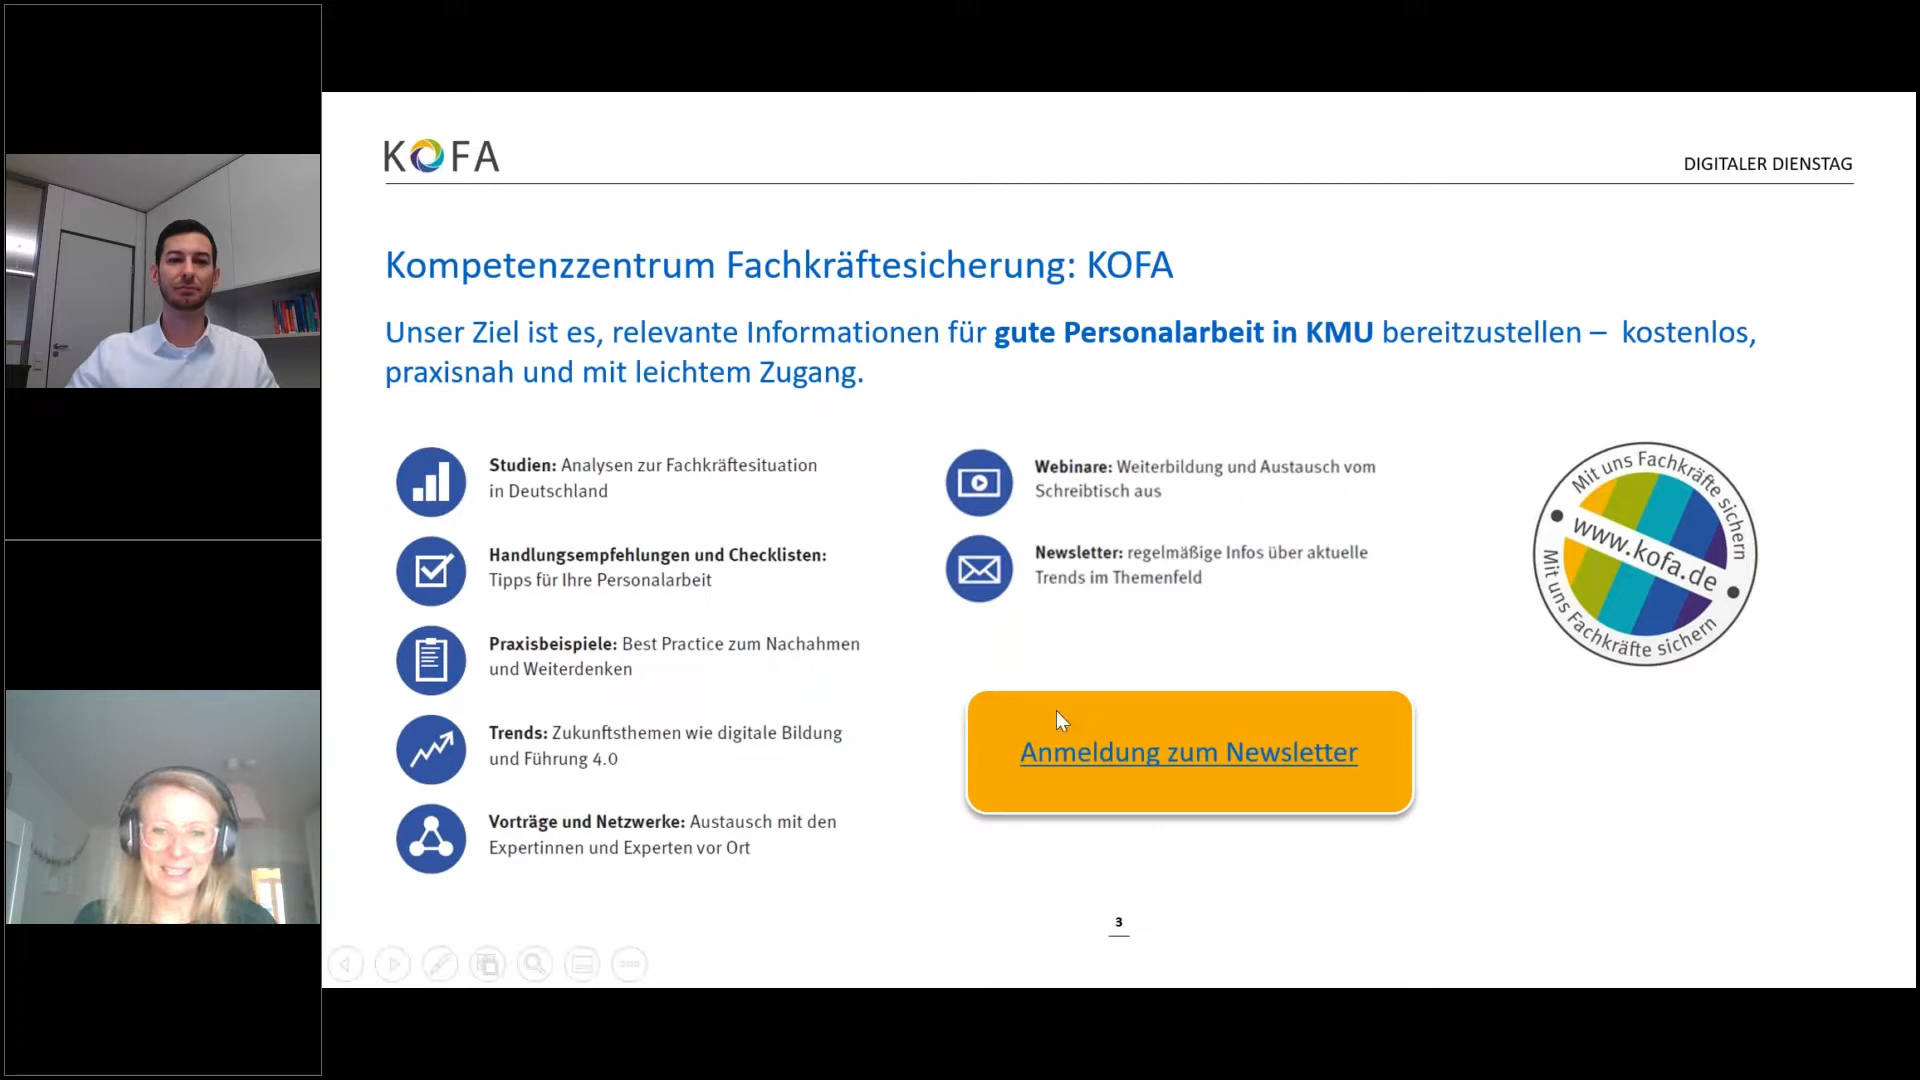 KOFA
DIGITALER DIENSTAG
Kompetenzzentrum Fachkräftesicherung: KOFA
Unser Ziel ist es, relevante Informationen für gute Personalarbeit in KMU bereitzustellen – kostenlos,
praxisnah und mit leichtem Zugang.
Studien: Analysen zur Fachkräftesituation
in Deutschland
Handlungsempfehlungen und Checklisten:
Tipps für Ihre Personalarbeit
Praxisbeispiele: Best Practice zum Nachahmen
und Weiterdenken
Trends: Zukunftsthemen wie digitale Bildung
und Führung 4.0
Vorträge und Netzwerke: Austausch mit den
Expertinnen und Experten vor Ort
Webinare: Weiterbildung und Austausch vom
Schreibtisch aus
Newsletter: regelmäßige Infos über aktuelle
Trends im Themenfeld
Anmeldung zum Newsletter
Mit uns Fachkräfte sichern
www.kofa.de
Mit uns Fachkräfte sichern
3